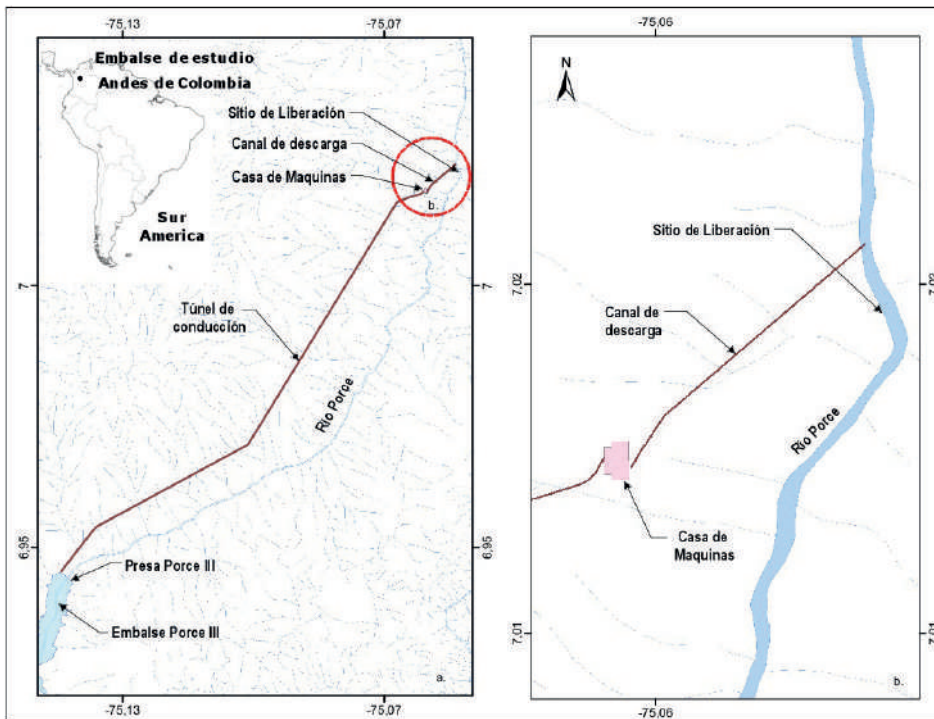 -75,13
-75,07
Embalse de estudio
Andes de Colombia
Sitio de Liberación
Canal de descarga
Casa de Maquinas
b.
Sur
America
7
7
Túnel de
conducción
Río Porce
6,95
6,95
Presa Porce III
Embalse Porce III
a.
-75,13
-75,07
-75,06
N
Sitio de Liberación
7,02
7,02
Canal de
descarga
Río Porce
Casa de
Maquinas
7,01
7,01
b.
-75,06